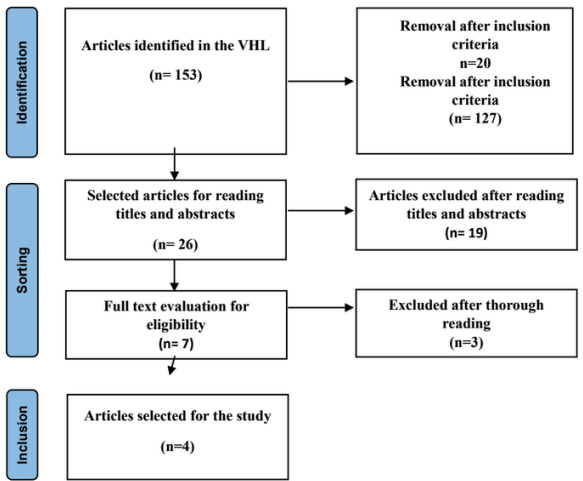 Identification
Articles identified in the VHL
(n= 153)
Removal after inclusion
criteria
n=20
Removal after inclusion
criteria
(n= 127)
Sorting
Selected articles for reading
titles and abstracts
(n= 26)
Articles excluded after reading
titles and abstracts
(n= 19)
Full text evaluation for
eligibility
(n= 7)
Excluded after thorough
reading
(n=3)
Inclusion
Articles selected for the study
(n=4)